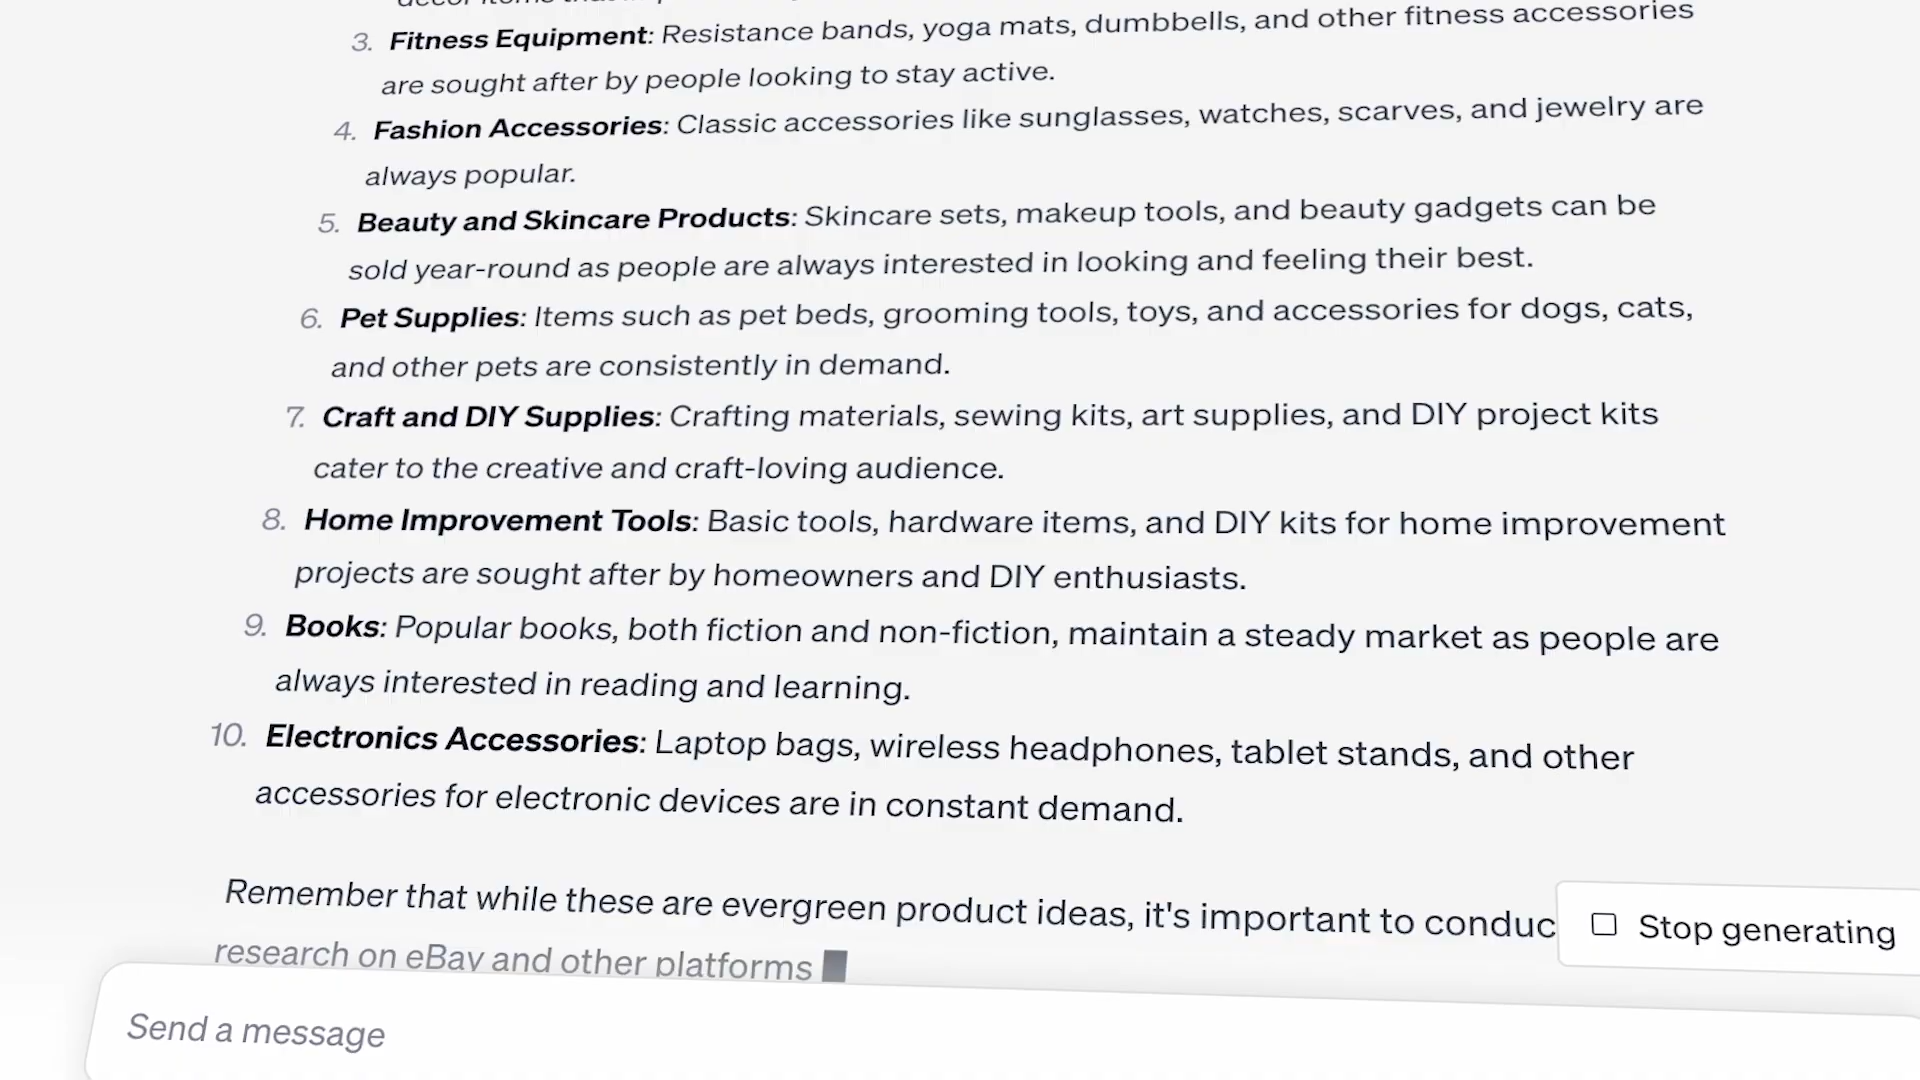 3. Fitness Equipment: Resistance bands, yoga mats, dumbbells, and other fitness accessories
are sought after by people looking to stay active.
4. Fashion Accessories: Classic accessories like sunglasses, watches, scarves, and jewelry are
always popular.
5. Beauty and Skincare Products: Skincare sets, makeup tools, and beauty gadgets can be
sold year-round as people are always interested in looking and feeling their best.
6. Pet Supplies: Items such as pet beds, grooming tools, toys, and accessories for dogs, cats,
and other pets are consistently in demand.
7. Craft and DIY Supplies: Crafting materials, sewing kits, art supplies, and DIY project kits
cater to the creative and craft-loving audience.
8. Home Improvement Tools: Basic tools, hardware items, and DIY kits for home improvement
projects are sought after by homeowners and DIY enthusiasts.
9. Books: Popular books, both fiction and non-fiction, maintain a steady market as people are
always interested in reading and learning.
10. Electronics Accessories: Laptop bags, wireless headphones, tablet stands, and other
accessories for electronic devices are in constant demand.
Remember that while these are evergreen product ideas, it's important to conduc
Stop generating
research on eBay and other platforms
Send a message